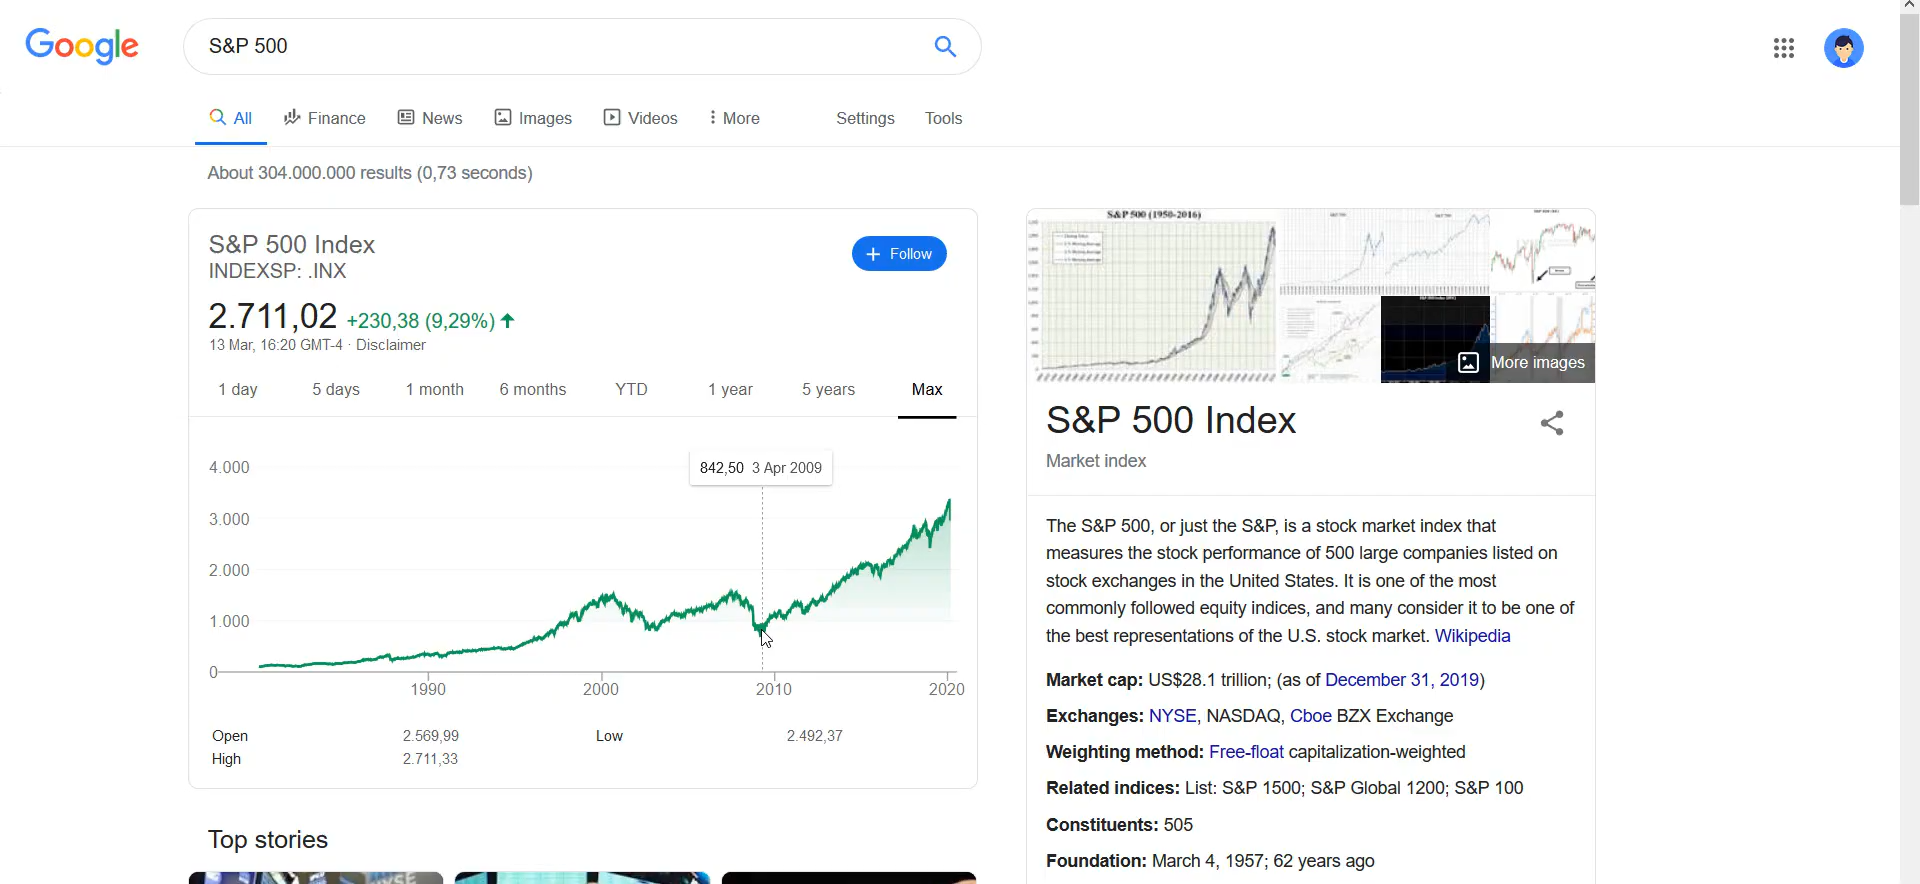 Google
S&P 500
All Finance News Images Videos More Settings Tools
About 304.000.000 results (0,73 seconds)
S&P 500 Index
INDEXSP: .INX
+ Follow
2.711,02 +230,38 (9,29%)
13 Mar, 16:20 GMT-4 · Disclaimer
1 day 5 days 1 month 6 months YTD 1 year 5 years Max
842,50 3 Apr 2009
4.000
3.000
2.000
1.000
0
1990 2000 2010 2020
Open 2.569,99 Low 2.492,37
High 2.711,33
Top stories
NYSE
S&P 500 (1950-2016)
More images
S&P 500 Index
Market index
The S&P 500, or just the S&P, is a stock market index that
measures the stock performance of 500 large companies listed on
stock exchanges in the United States. It is one of the most
commonly followed equity indices, and many consider it to be one of
the best representations of the U.S. stock market. Wikipedia
Market cap: US$28.1 trillion; (as of December 31, 2019)
Exchanges: NYSE, NASDAQ, Cboe BZX Exchange
Weighting method: Free-float capitalization-weighted
Related indices: List: S&P 1500; S&P Global 1200; S&P 100
Constituents: 505
Foundation: March 4, 1957; 62 years ago